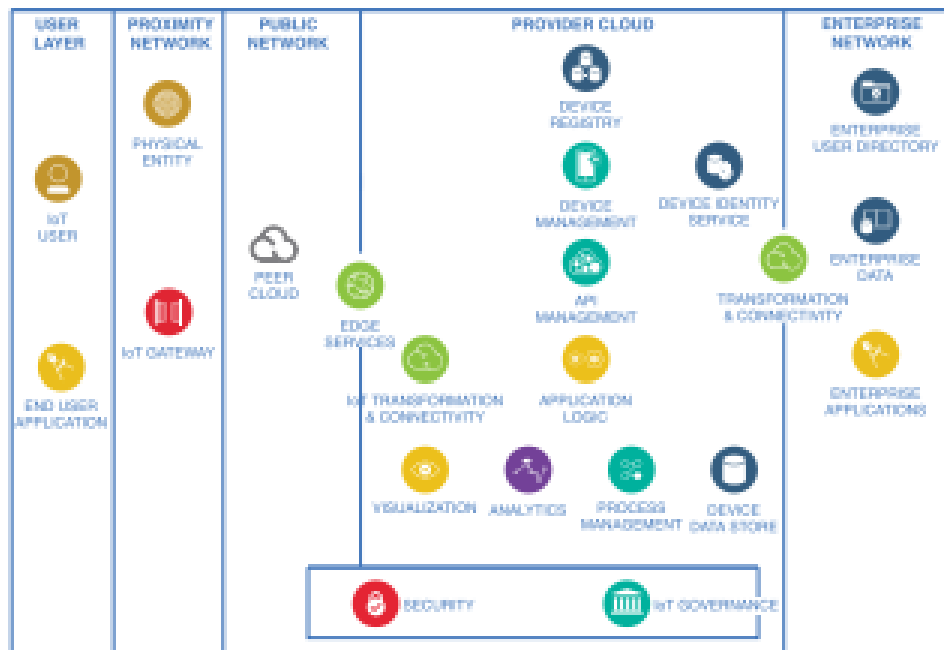 USER
LAYER
PROXIMITY
NETWORK
PUBLIC
NETWORK
PROVIDER CLOUD
ENTERPRISE
NETWORK
DEVICE
REGISTRY
PHYSICAL
ENTITY
ENTERPRISE
USER DIRECTORY
IoT
USER
DEVICE
MANAGEMENT
DEVICE IDENTITY
SERVICE
PEER
CLOUD
ENTERPRISE
DATA
API
MANAGEMENT
TRANSFORMATION
& CONNECTIVITY
EDGE
SERVICES
IoT GATEWAY
IoT TRANSFORMATION
& CONNECTIVITY
APPLICATION
LOGIC
ENTERPRISE
APPLICATIONS
END USER
APPLICATION
VISUALIZATION
ANALYTICS
PROCESS
MANAGEMENT
DEVICE
DATA STORE
SECURITY
IoT GOVERNANCE